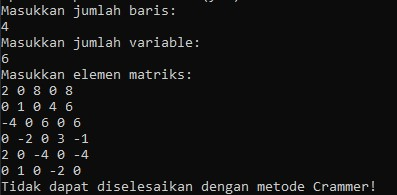 Masukkan jumlah baris:
4
Masukkan jumlah variable:
6
Masukkan elemen matriks:
2 0 8 0 8
0 1 0 4 6
-4 0 6 0 6
0 -2 0 3 -1
2 0 -4 0 -4
0 1 0 -2 0
Tidak dapat diselesaikan dengan metode Crammer!